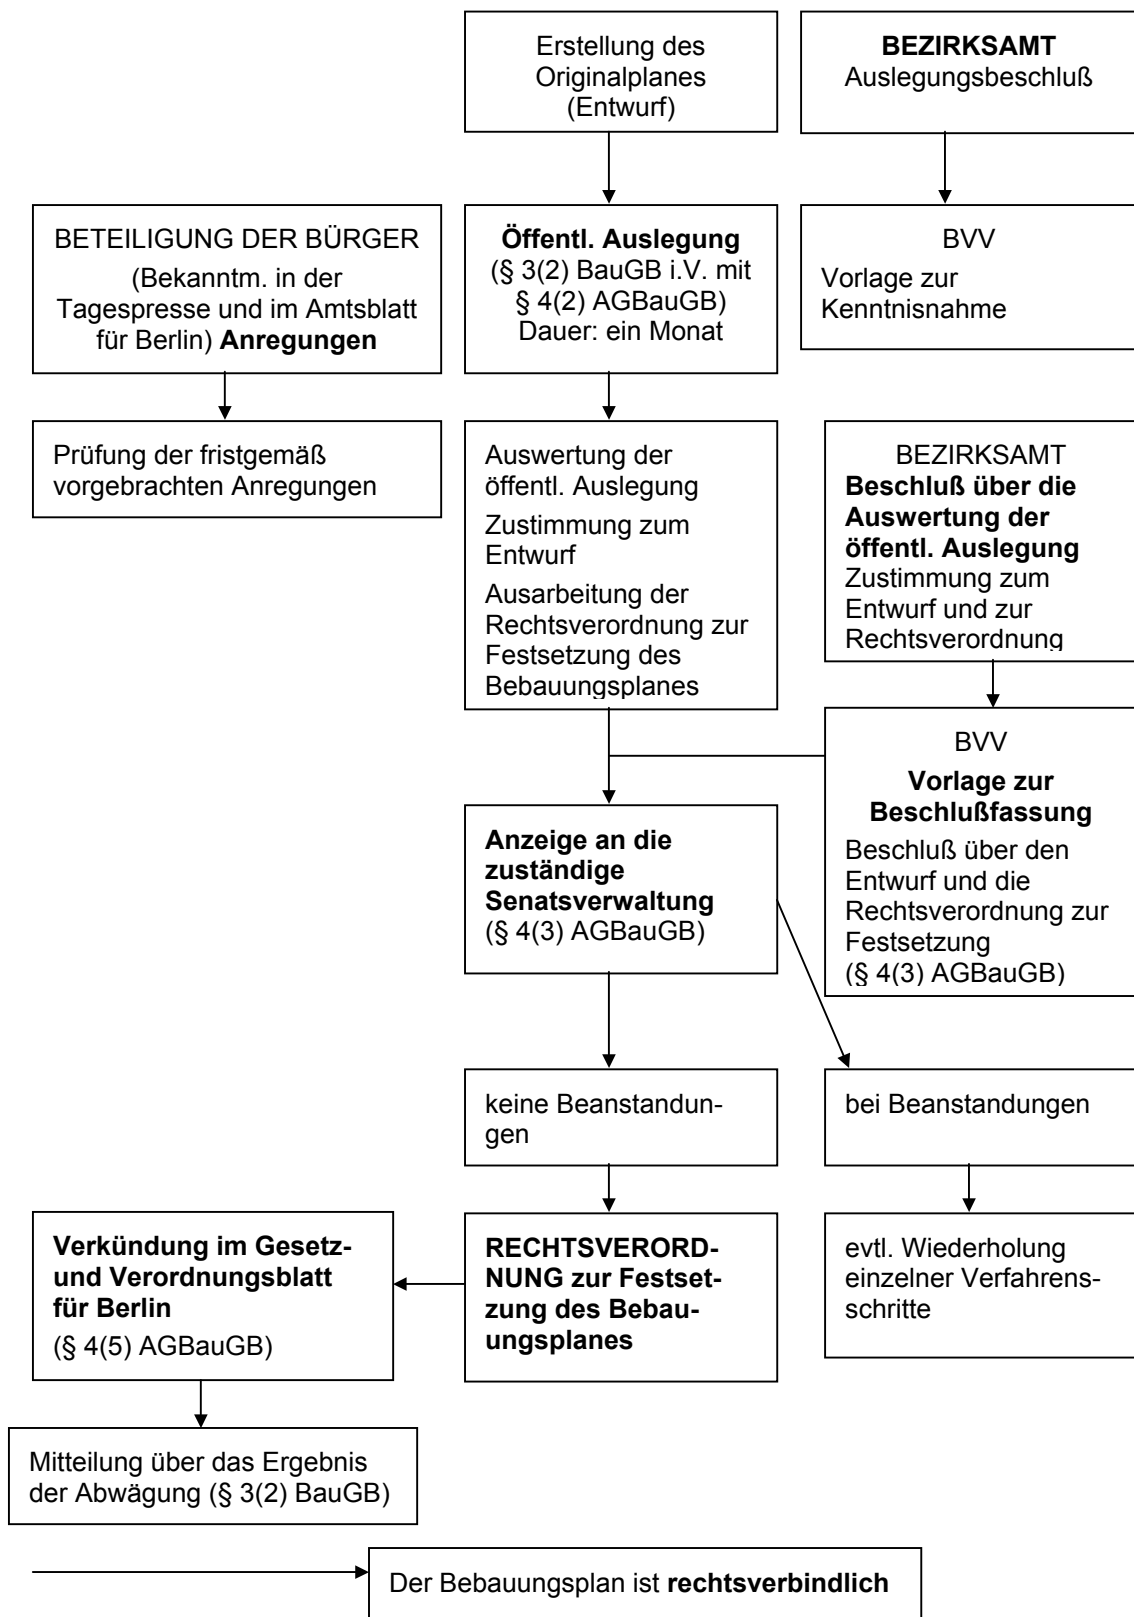 Erstellung des
Originalplanes
(Entwurf)
BEZIRKSAMT
Auslegungsbeschluß
BETEILIGUNG DER BÜRGER
(Bekanntm. in der
Tagespresse und im Amtsblatt
für Berlin) Anregungen
Öffentl. Auslegung
(§ 3(2) BauGB i.V. mit
§ 4(2) AGBauGB)
Dauer: ein Monat
BVV
Vorlage zur
Kenntnisnahme
Prüfung der fristgemäß
vorgebrachten Anregungen
Auswertung der
öffentl. Auslegung
Zustimmung zum
Entwurf
Ausarbeitung der
Rechtsverordnung zur
Festsetzung des
Bebauungsplanes
BEZIRKSAMT
Beschluß über die
Auswertung der
öffentl. Auslegung
Zustimmung zum
Entwurf und zur
Rechtsverordnung
BVV
Vorlage zur
Beschlußfassung
Beschluß über den
Entwurf und die
Rechtsverordnung zur
Festsetzung
(§ 4(3) AGBauGB)
Anzeige an die
zuständige
Senatsverwaltung
(§ 4(3) AGBauGB)
keine Beanstandun-
gen
bei Beanstandungen
Verkündung im Gesetz-
und Verordnungsblatt
für Berlin
(§ 4(5) AGBauGB)
RECHTSVERORD-
NUNG zur Festset-
zung des Bebau-
ungsplanes
evtl. Wiederholung
einzelner Verfahrens-
schritte
Mitteilung über das Ergebnis
der Abwägung (§ 3(2) BauGB)
Der Bebauungsplan ist rechtsverbindlich